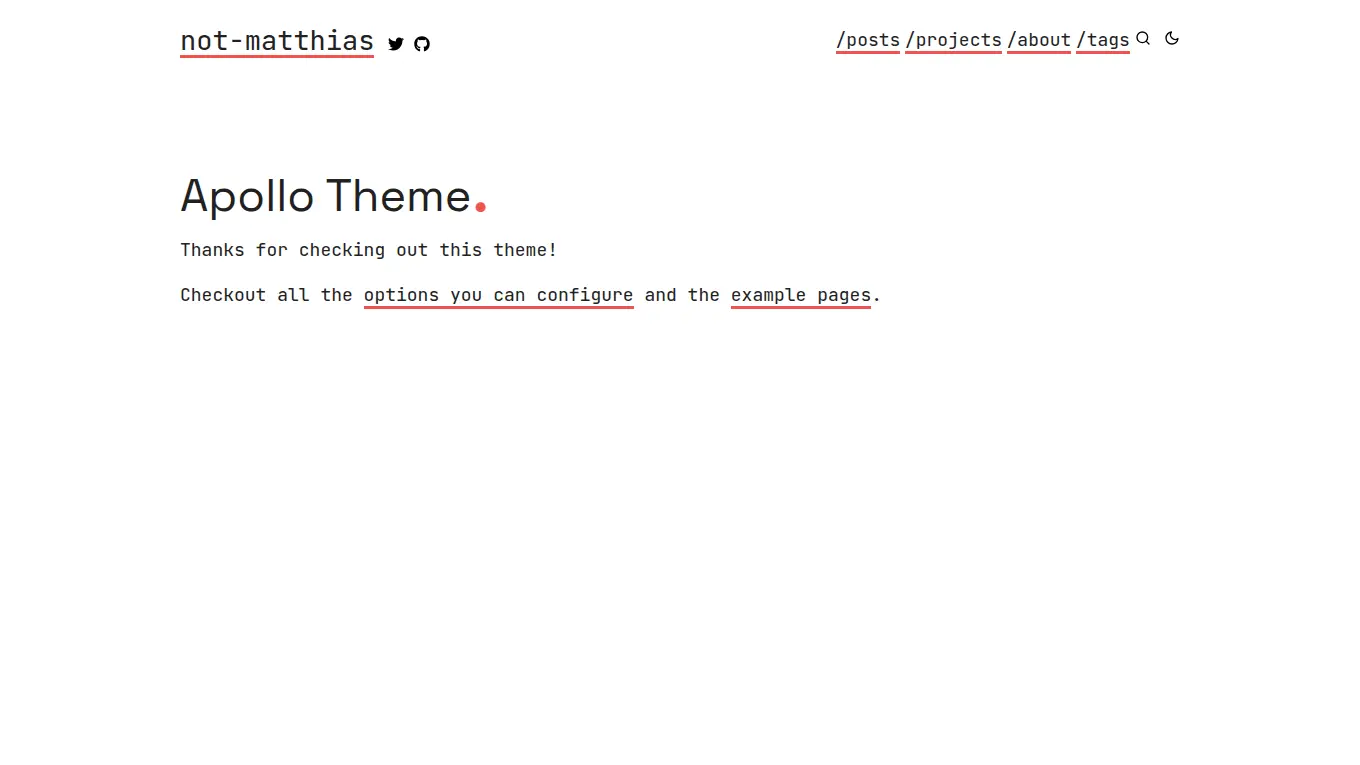 not-matthias
/posts /projects /about /tags
Apollo Theme.
Thanks for checking out this theme!
Checkout all the options you can configure and the example pages.